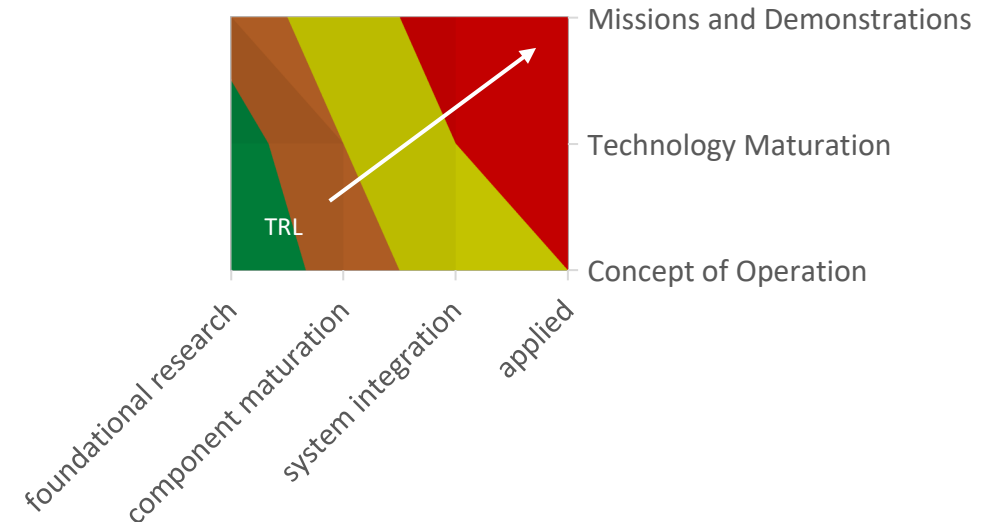 Missions and Demonstrations
Technology Maturation
TRL
Concept of Operation
foundational research
component maturation
system integration
applied